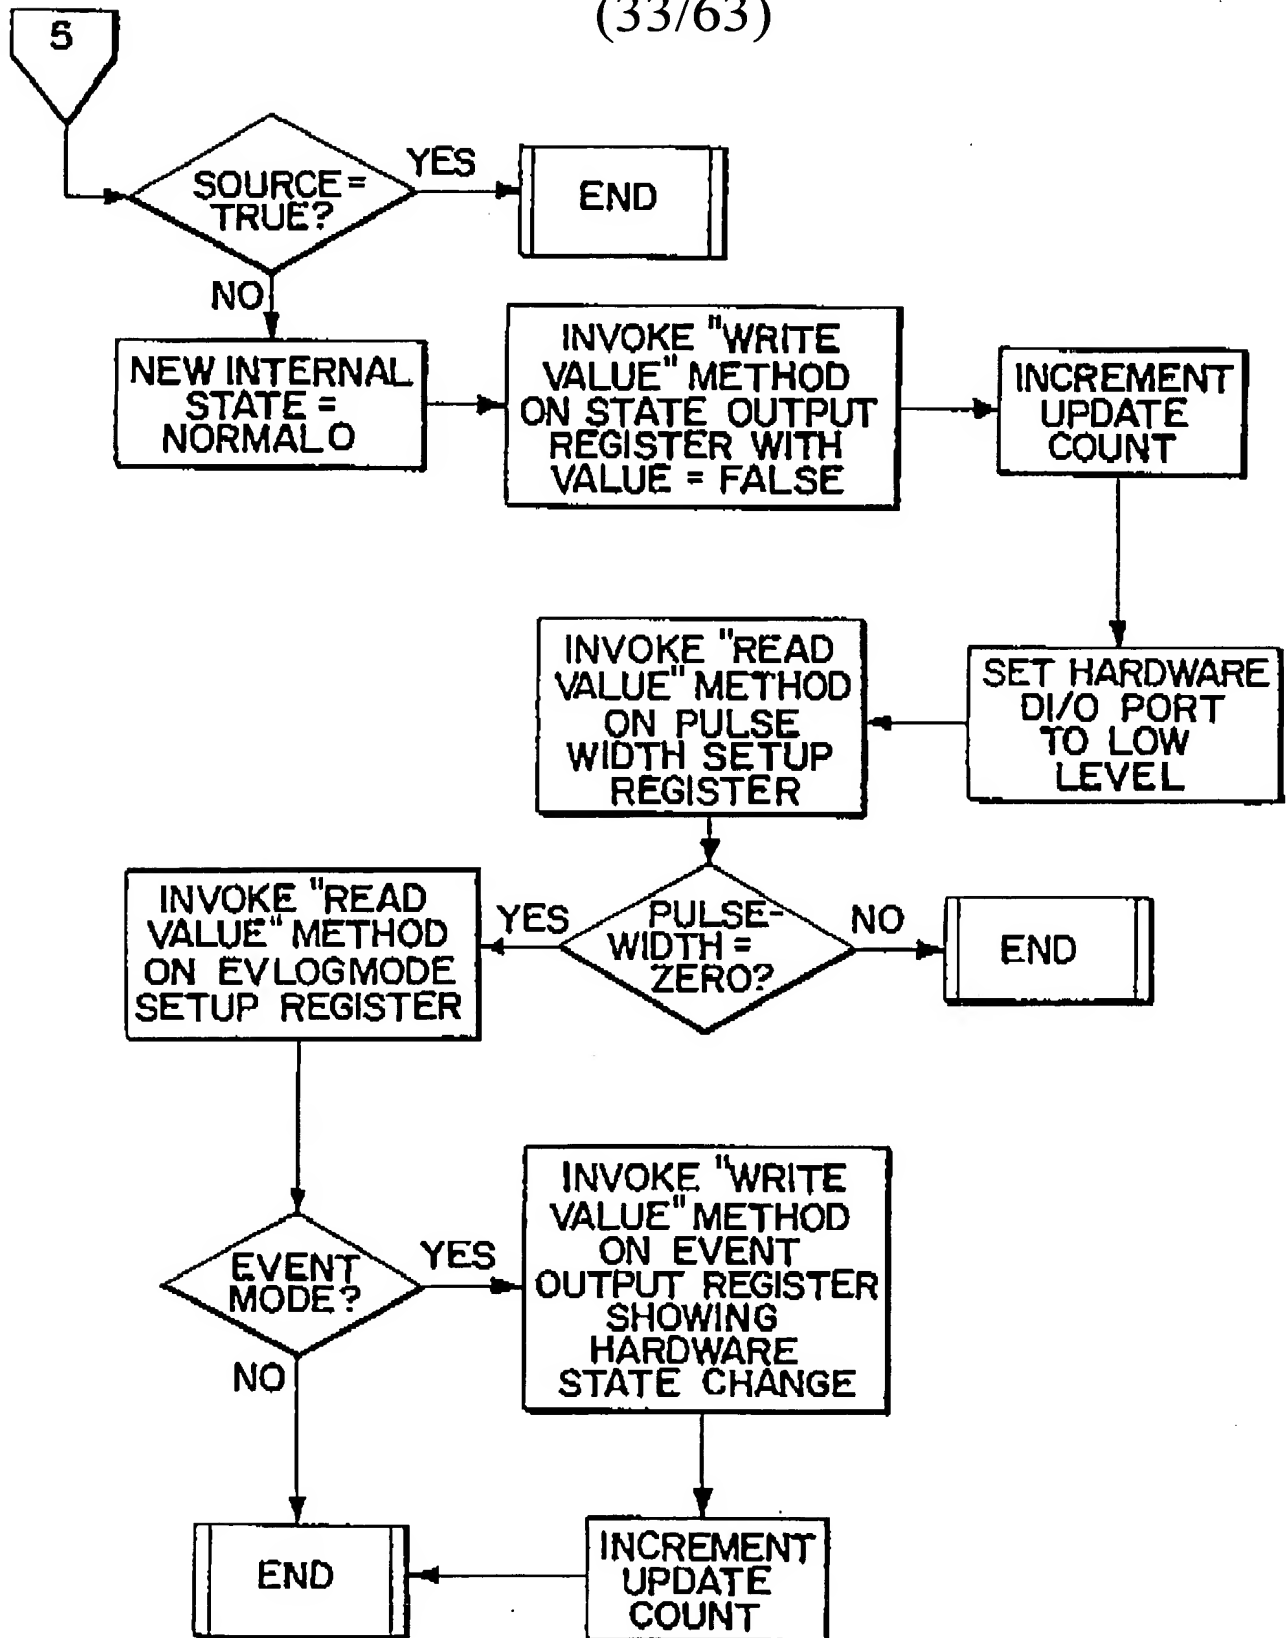 (33/63)
5
SOURCE =
TRUE?
YES
END
NO
NEW INTERNAL
STATE =
NORMAL0
INVOKE "WRITE
VALUE" METHOD
ON STATE OUTPUT
REGISTER WITH
VALUE = FALSE
INCREMENT
UPDATE
COUNT
SET HARDWARE
DI/O PORT
TO LOW
LEVEL
INVOKE "READ
VALUE" METHOD
ON PULSE
WIDTH SETUP
REGISTER
PULSE-
WIDTH =
ZERO?
NO
END
YES
INVOKE "READ
VALUE" METHOD
ON EVLOGMODE
SETUP REGISTER
EVENT
MODE?
YES
INVOKE "WRITE
VALUE" METHOD
ON EVENT
OUTPUT REGISTER
SHOWING
HARDWARE
STATE CHANGE
NO
INCREMENT
UPDATE
COUNT
END